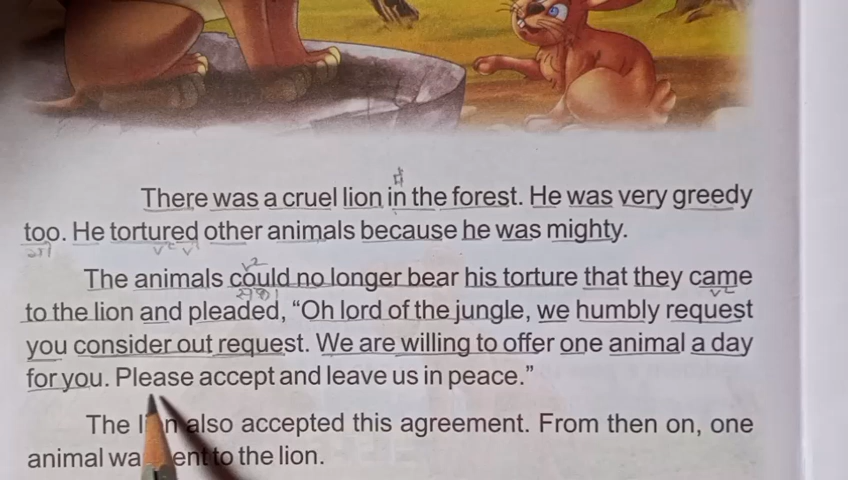 There was a cruel lion in the forest. He was very greedy
too. He tortured other animals because he was mighty.
The animals could no longer bear his torture that they came
to the lion and pleaded, “Oh lord of the jungle, we humbly request
you consider out request. We are willing to offer one animal a day
for you. Please accept and leave us in peace.”
The also accepted this agreement. From then on, one
animal to the lion.